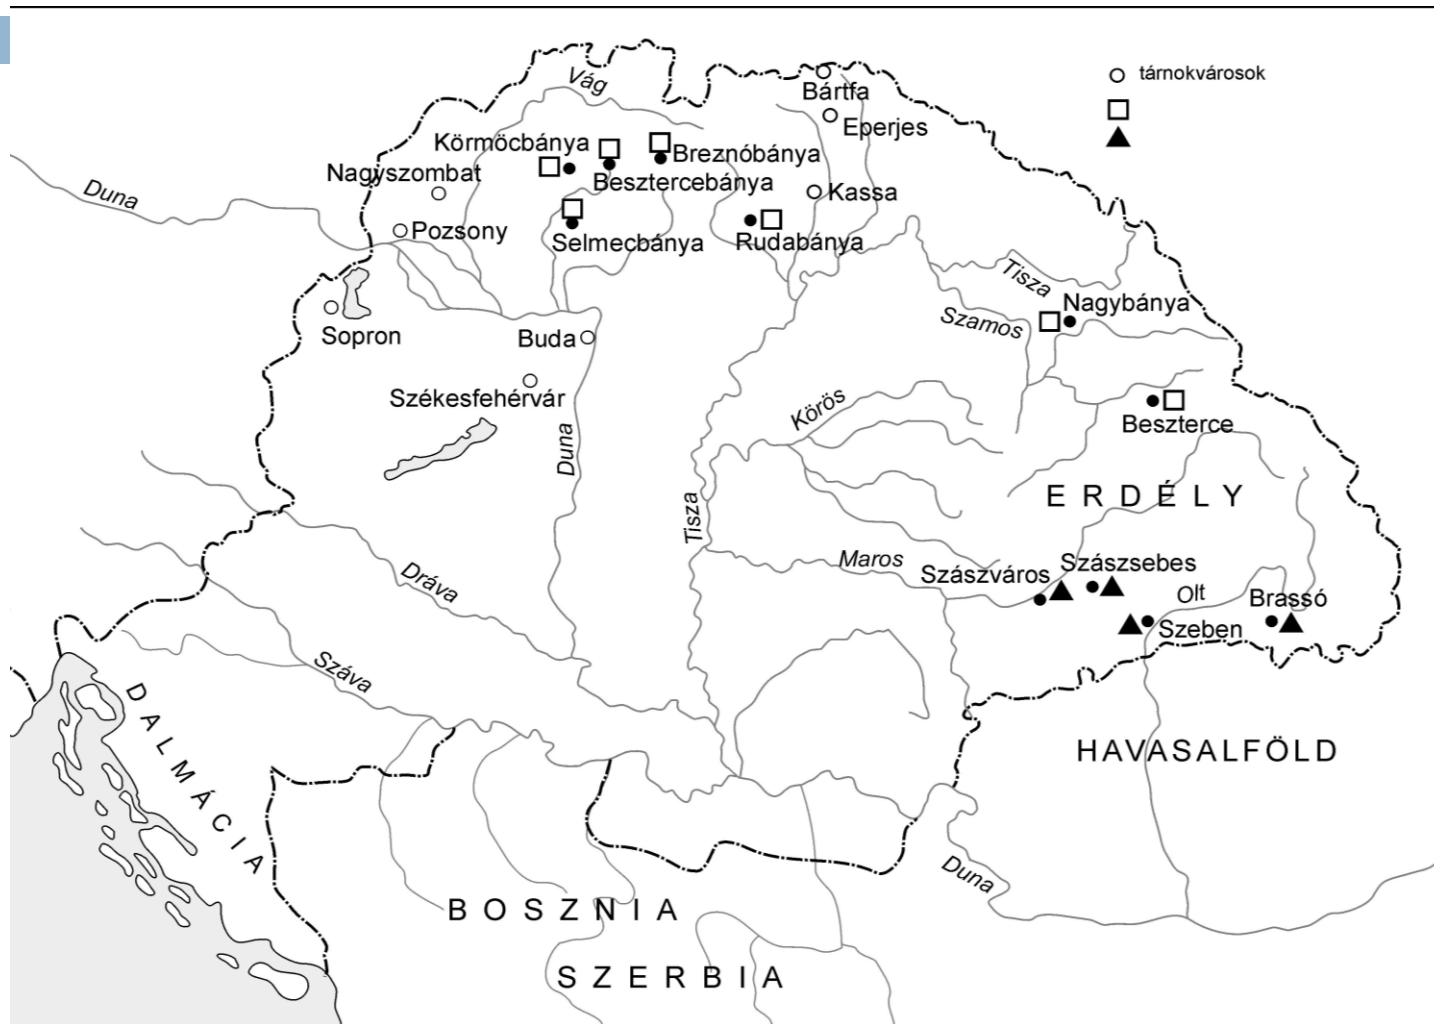 Vág
Bártfa
tárnokvárosok
Eperjes
Körmöcbánya
Breznóbánya
Nagyszombat
Besztercebánya
Kassa
Duna
Pozsony
Selmecbánya
Rudabánya
Tisza
Nagybánya
Szamos
Sopron
Buda
Székesfehérvár
Körös
Beszterce
Duna
ERDÉLY
Tisza
Maros
Szászváros
Szászsebes
Olt
Brassó
Szeben
Dráva
Száva
DALMÁCIA
HAVASALFÖLD
Duna
BOSZNIA
SZERBIA